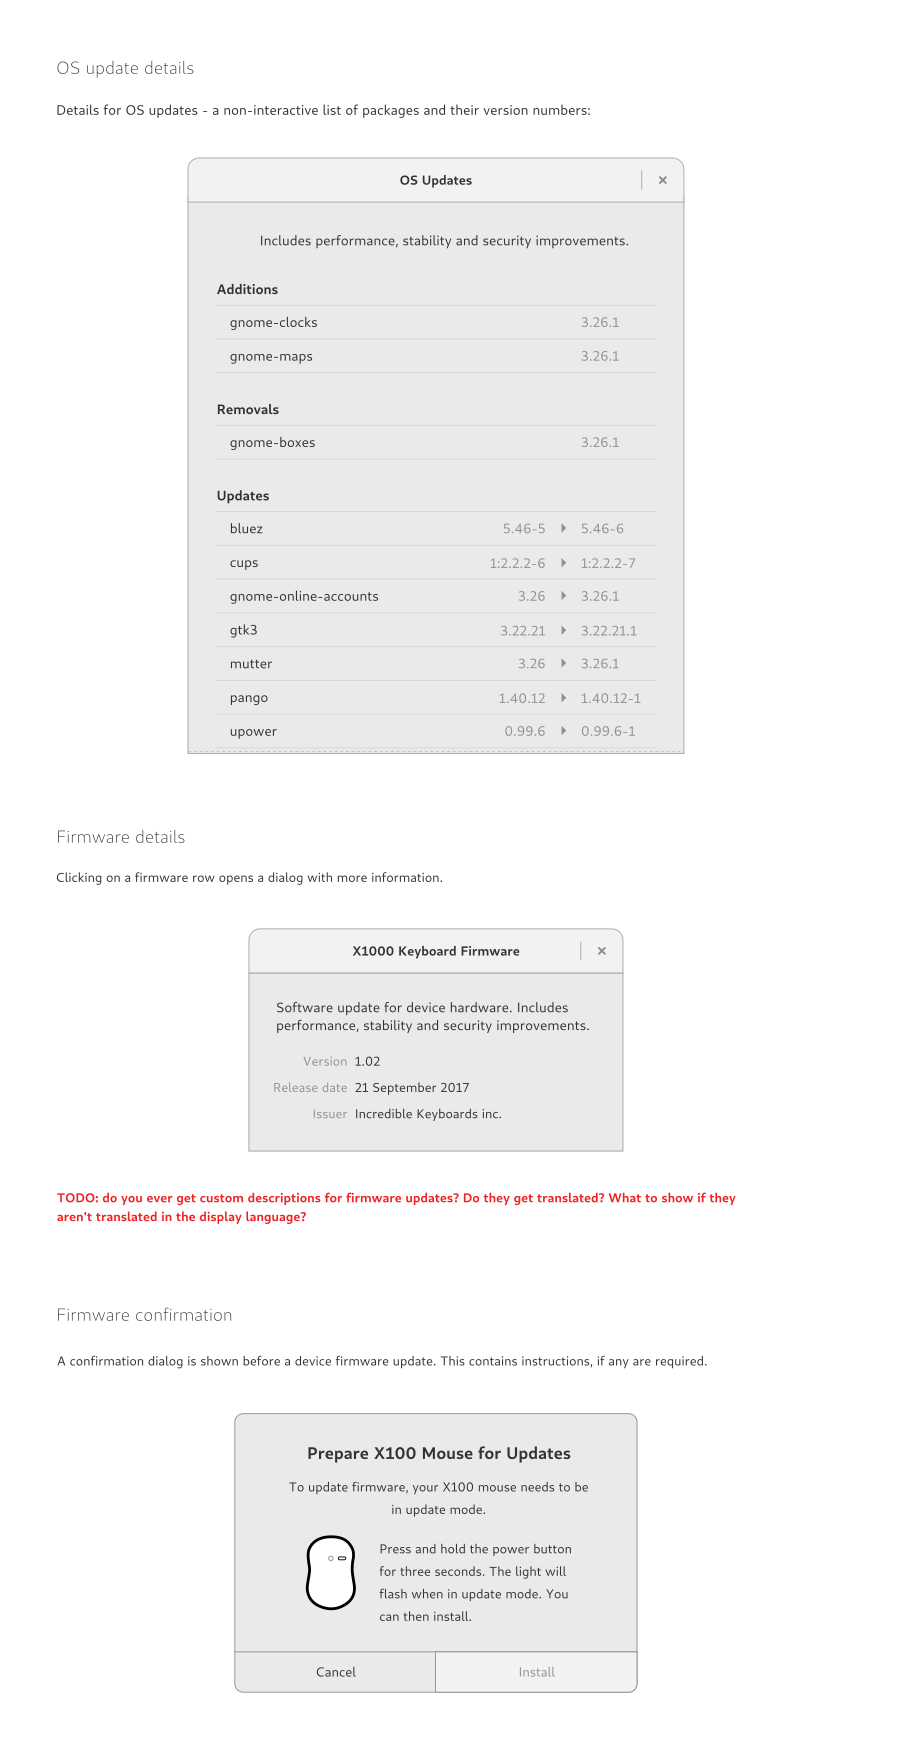 OS update details
Details for OS updates - a non-interactive list of packages and their version numbers:
OS Updates
Includes performance, stability and security improvements.
Additions
gnome-clocks 3.26.1
gnome-maps 3.26.1
Removals
gnome-boxes 3.26.1
Updates
bluez 5.46-5 5.46-6
cups 1:2.2.2-6 1:2.2.2-7
gnome-online-accounts 3.26 3.26.1
gtk3 3.22.21 3.22.21.1
mutter 3.26 3.26.1
pango 1.40.12 1.40.12-1
upower 0.99.6 0.99.6-1
Firmware details
Clicking on a firmware row opens a dialog with more information.
X1000 Keyboard Firmware
Software update for device hardware. Includes
performance, stability and security improvements.
Version 1.02
Release date 21 September 2017
Issuer Incredible Keyboards inc.
TODO: do you ever get custom descriptions for firmware updates? Do they get translated? What to show if they
aren't translated in the display language?
Firmware confirmation
A confirmation dialog is shown before a device firmware update. This contains instructions, if any are required.
Prepare X100 Mouse for Updates
To update firmware, your X100 mouse needs to be
in update mode.
Press and hold the power button
for three seconds. The light will
flash when in update mode. You
can then install.
Cancel Install